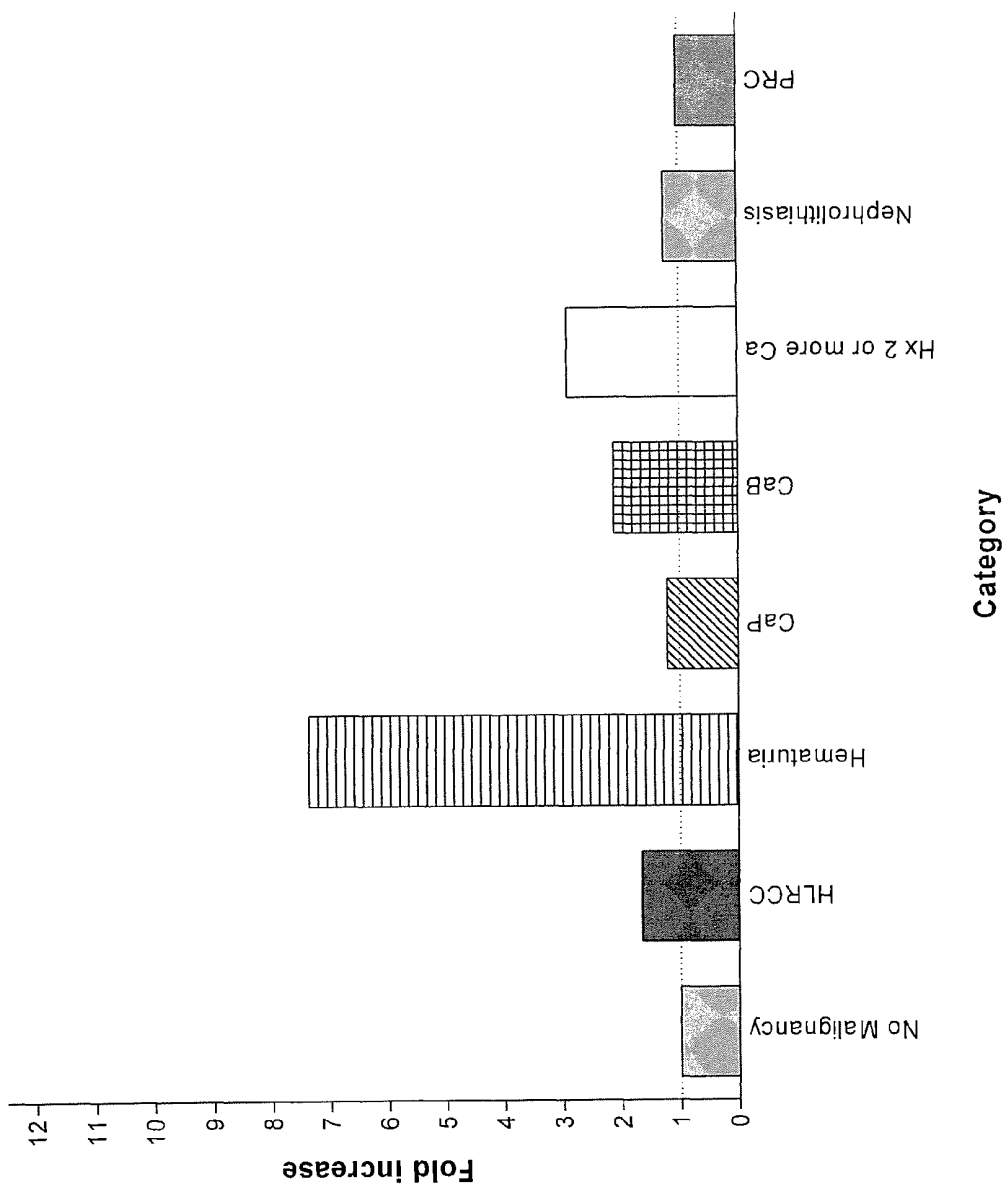 Fold increase
12
11
10
9
8
7
6
5
4
3
2
1
0
No Malignancy
HLRCC
Hematuria
CaP
CaB
Hx 2 or more Ca
Nephrolithiasis
PRC
Category